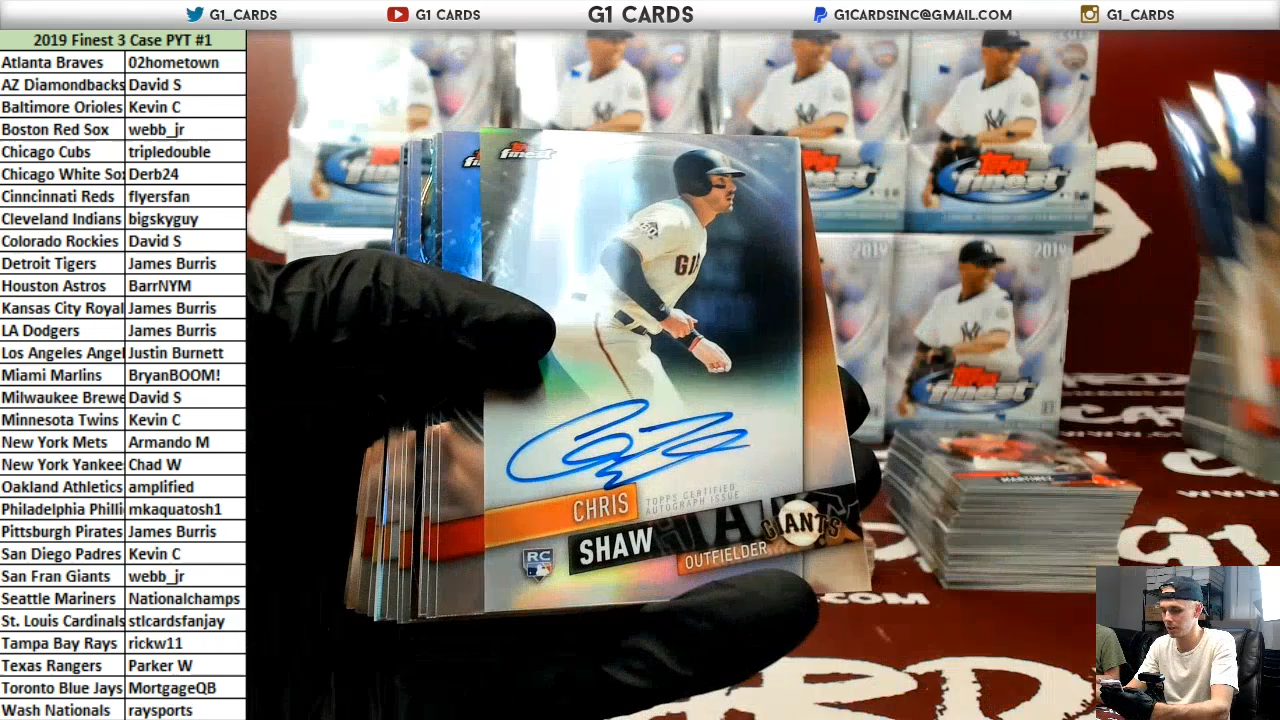 G1_CARDS
G1 CARDS
G1 CARDS
G1CARDSINC@GMAIL.COM
G1_CARDS
2019 Finest 3 Case PYT #1
Atlanta Braves 02hometown
AZ Diamondbacks David S
Baltimore Orioles Kevin C
Boston Red Sox webb_jr
Chicago Cubs tripledouble
Chicago White Sox Derb24
Cinncinnati Reds flyersfan
Cleveland Indians bigskyguy
Colorado Rockies David S
Detroit Tigers James Burris
Houston Astros BarrNYM
Kansas City Royal James Burris
LA Dodgers James Burris
Los Angeles Angel Justin Burnett
Miami Marlins BryanBOOM!
Milwaukee Brewe David S
Minnesota Twins Kevin C
New York Mets Armando M
New York Yankee Chad W
Oakland Athletics amplified
Philadelphia Philli mkaquatosh1
Pittsburgh Pirates James Burris
San Diego Padres Kevin C
San Fran Giants webb_jr
Seattle Mariners Nationalchamps
St. Louis Cardinals stlcardsfanjay
Tampa Bay Rays rickw11
Texas Rangers Parker W
Toronto Blue Jays MortgageQB
Wash Nationals raysports
Topps finest
CHRIS
TOPPS CERTIFIED
AUTOGRAPH ISSUE
SHAW
GIANTS
OUTFIELDER
RC
Topps finest
2019
2019
Topps finest
MARTINEZ
.COM